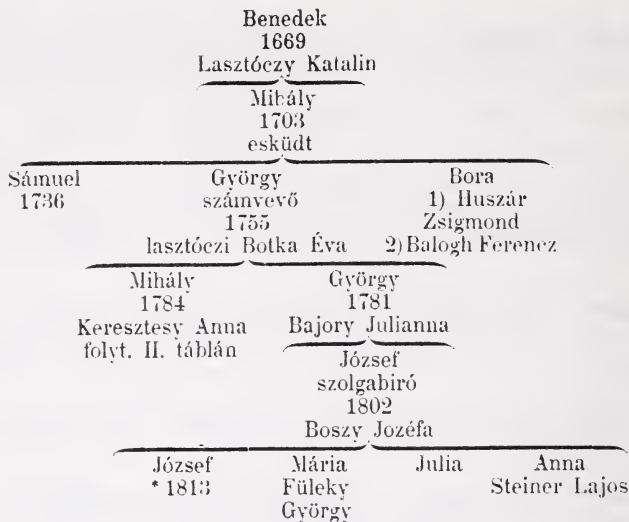 Benedek
1669
Lasztóczy Katalin
Mihály
1703
esküdt
Sámuel György Bora
1736 számvevő 1) Huszár
1755 Zsigmond
lasztóczi Botka Éva 2) Balogh Ferencz
Mihály György
1784 1781
Keresztesy Anna Bajory Julianna
folyt. II. táblán
József
szolgabiró
1802
Boszy Jozéfa
József Mária Julia Anna
* 1813 Füleky Steiner Lajos
György